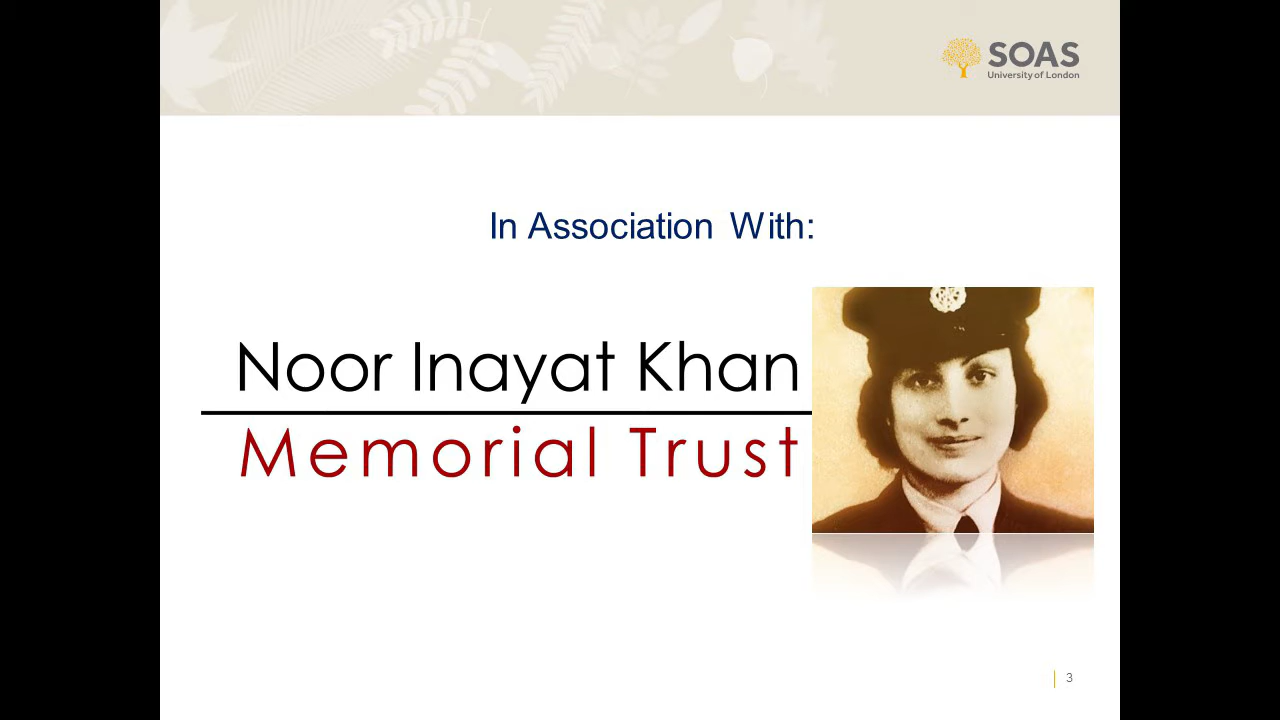 SOAS
University of London
In Association With:
Noor Inayat Khan
Memorial Trust
3